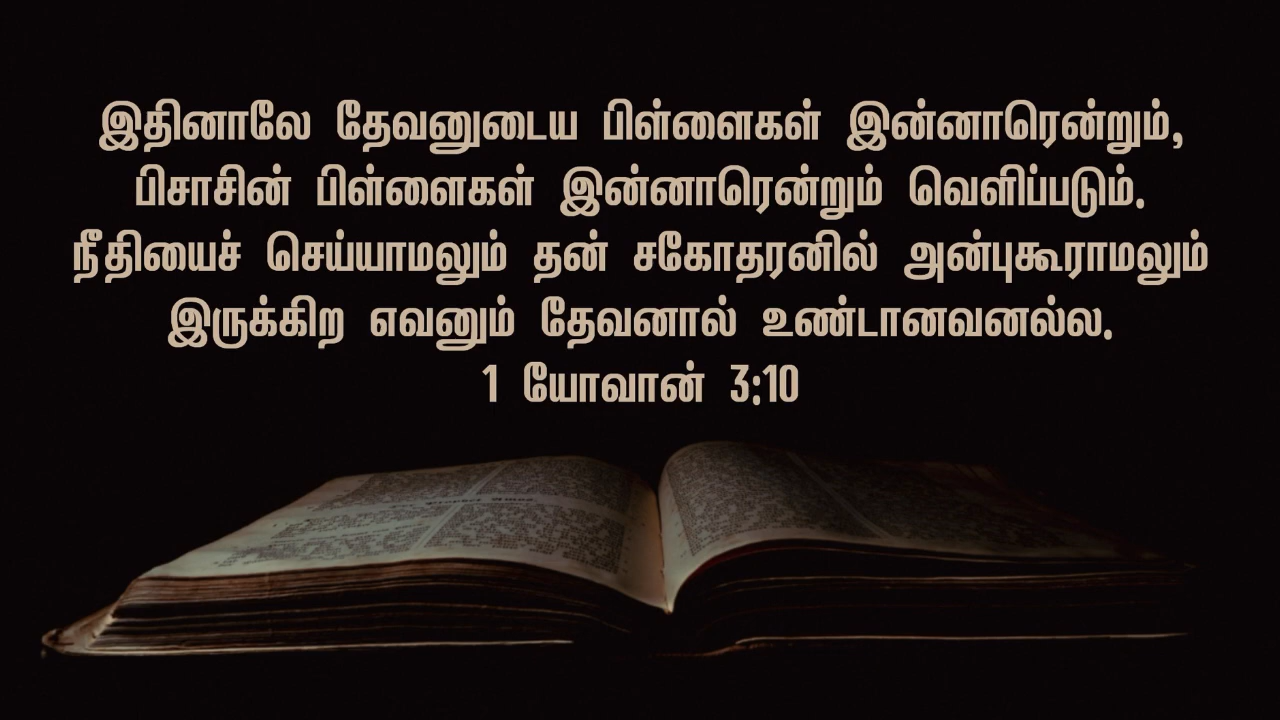 இதினாலே தேவனுடைய பிள்ளைகள் இன்னாரென்றும்,
பிசாசின் பிள்ளைகள் இன்னாரென்றும் வெளிப்படும்.
நீதியைச் செய்யாமலும் தன் சகோதரனில் அன்புகூராமலும்
இருக்கிற எவனும் தேவனால் உண்டானவனல்ல.
1 யோவான் 3:10